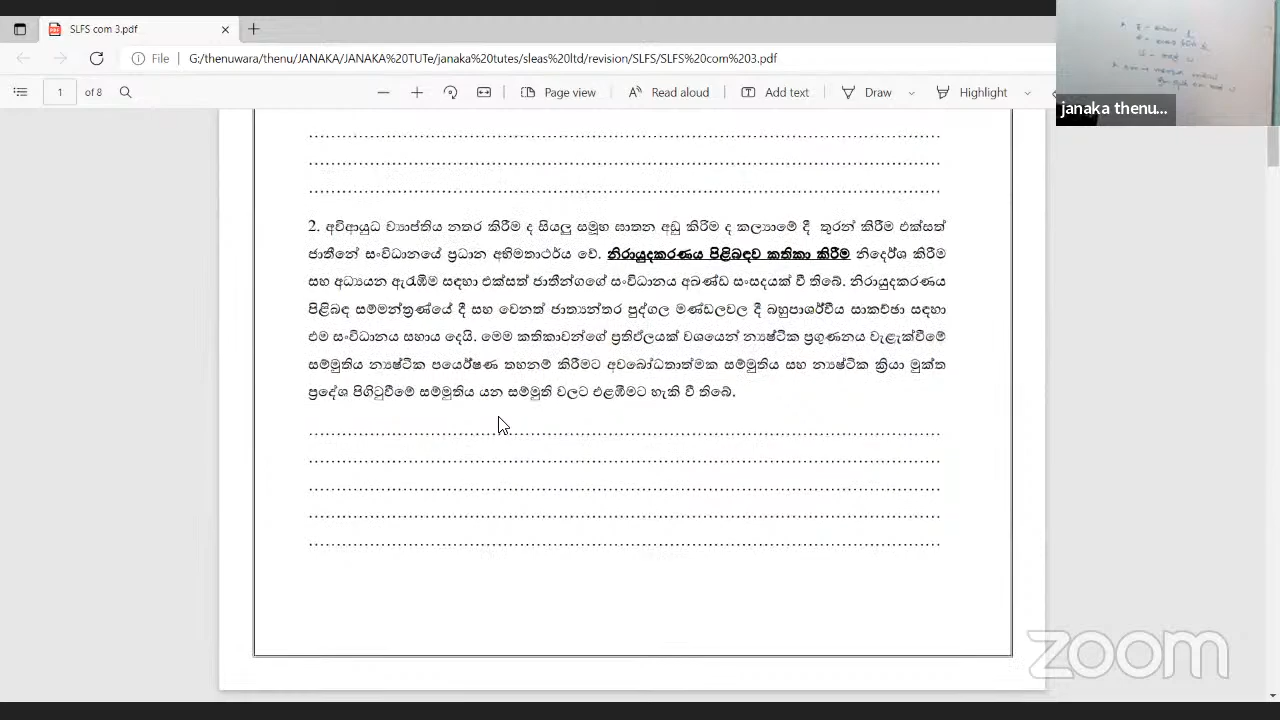 SLFS com 3.pdf
File G:/thenuwara/thenu/JANAKA/JANAKA%20TUTe/janaka%20tutes/sleas%20ltd/revision/SLFS/SLFS%20com%203.pdf
1 of 8 Page view Read aloud Add text Draw Highlight
janaka thenu...
2. අවිආයුධ ව්‍යාප්තිය නතර කිරීම ද සියලු සමූහ ඝාතන අඩු කිරීම ද කල්‍යාමේ දී තුරන් කිරීම එක්සත්
ජාතීනේ සංවිධානයේ ප්‍රධාන අභිමතාර්ථය වේ. නිරායුදකරණය පිළිබඳව කතිකා කිරීම නිදෙර්ශ කිරීම
සහ අධ්‍යයන ඇරැඹීම සඳහා එක්සත් ජාතීන්ගගේ සංවිධානය අඛණ්ඩ සංසදයක් වී තිබේ. නිරායුදකරණය
පිළිබඳ සම්මන්ත්‍රණයේ දී සහ වෙනත් ජාත්‍යන්තර පුද්ගල මණ්ඩලවල දී බහුපාර්ශ්වීය සාකච්ඡා සඳහා
එම සංවිධානය සහාය දෙයි. මෙම කතිකාවන්ගේ ප්‍රතිඵලයක් වශයෙන් න්‍යෂ්ටික ප්‍රගුණනය වැළැක්වීමේ
සම්මුතිය න්‍යෂ්ටික පයෙර්ෂණ තහනම් කිරීමට අවබෝධතාත්මක සම්මුතිය සහ න්‍යෂ්ටික ක්‍රියා මුක්ත
ප්‍රදේශ පිහිටුවීමේ සම්මුතිය යන සම්මුති වලට එළඹීමට හැකි වී තිබේ.
zoom